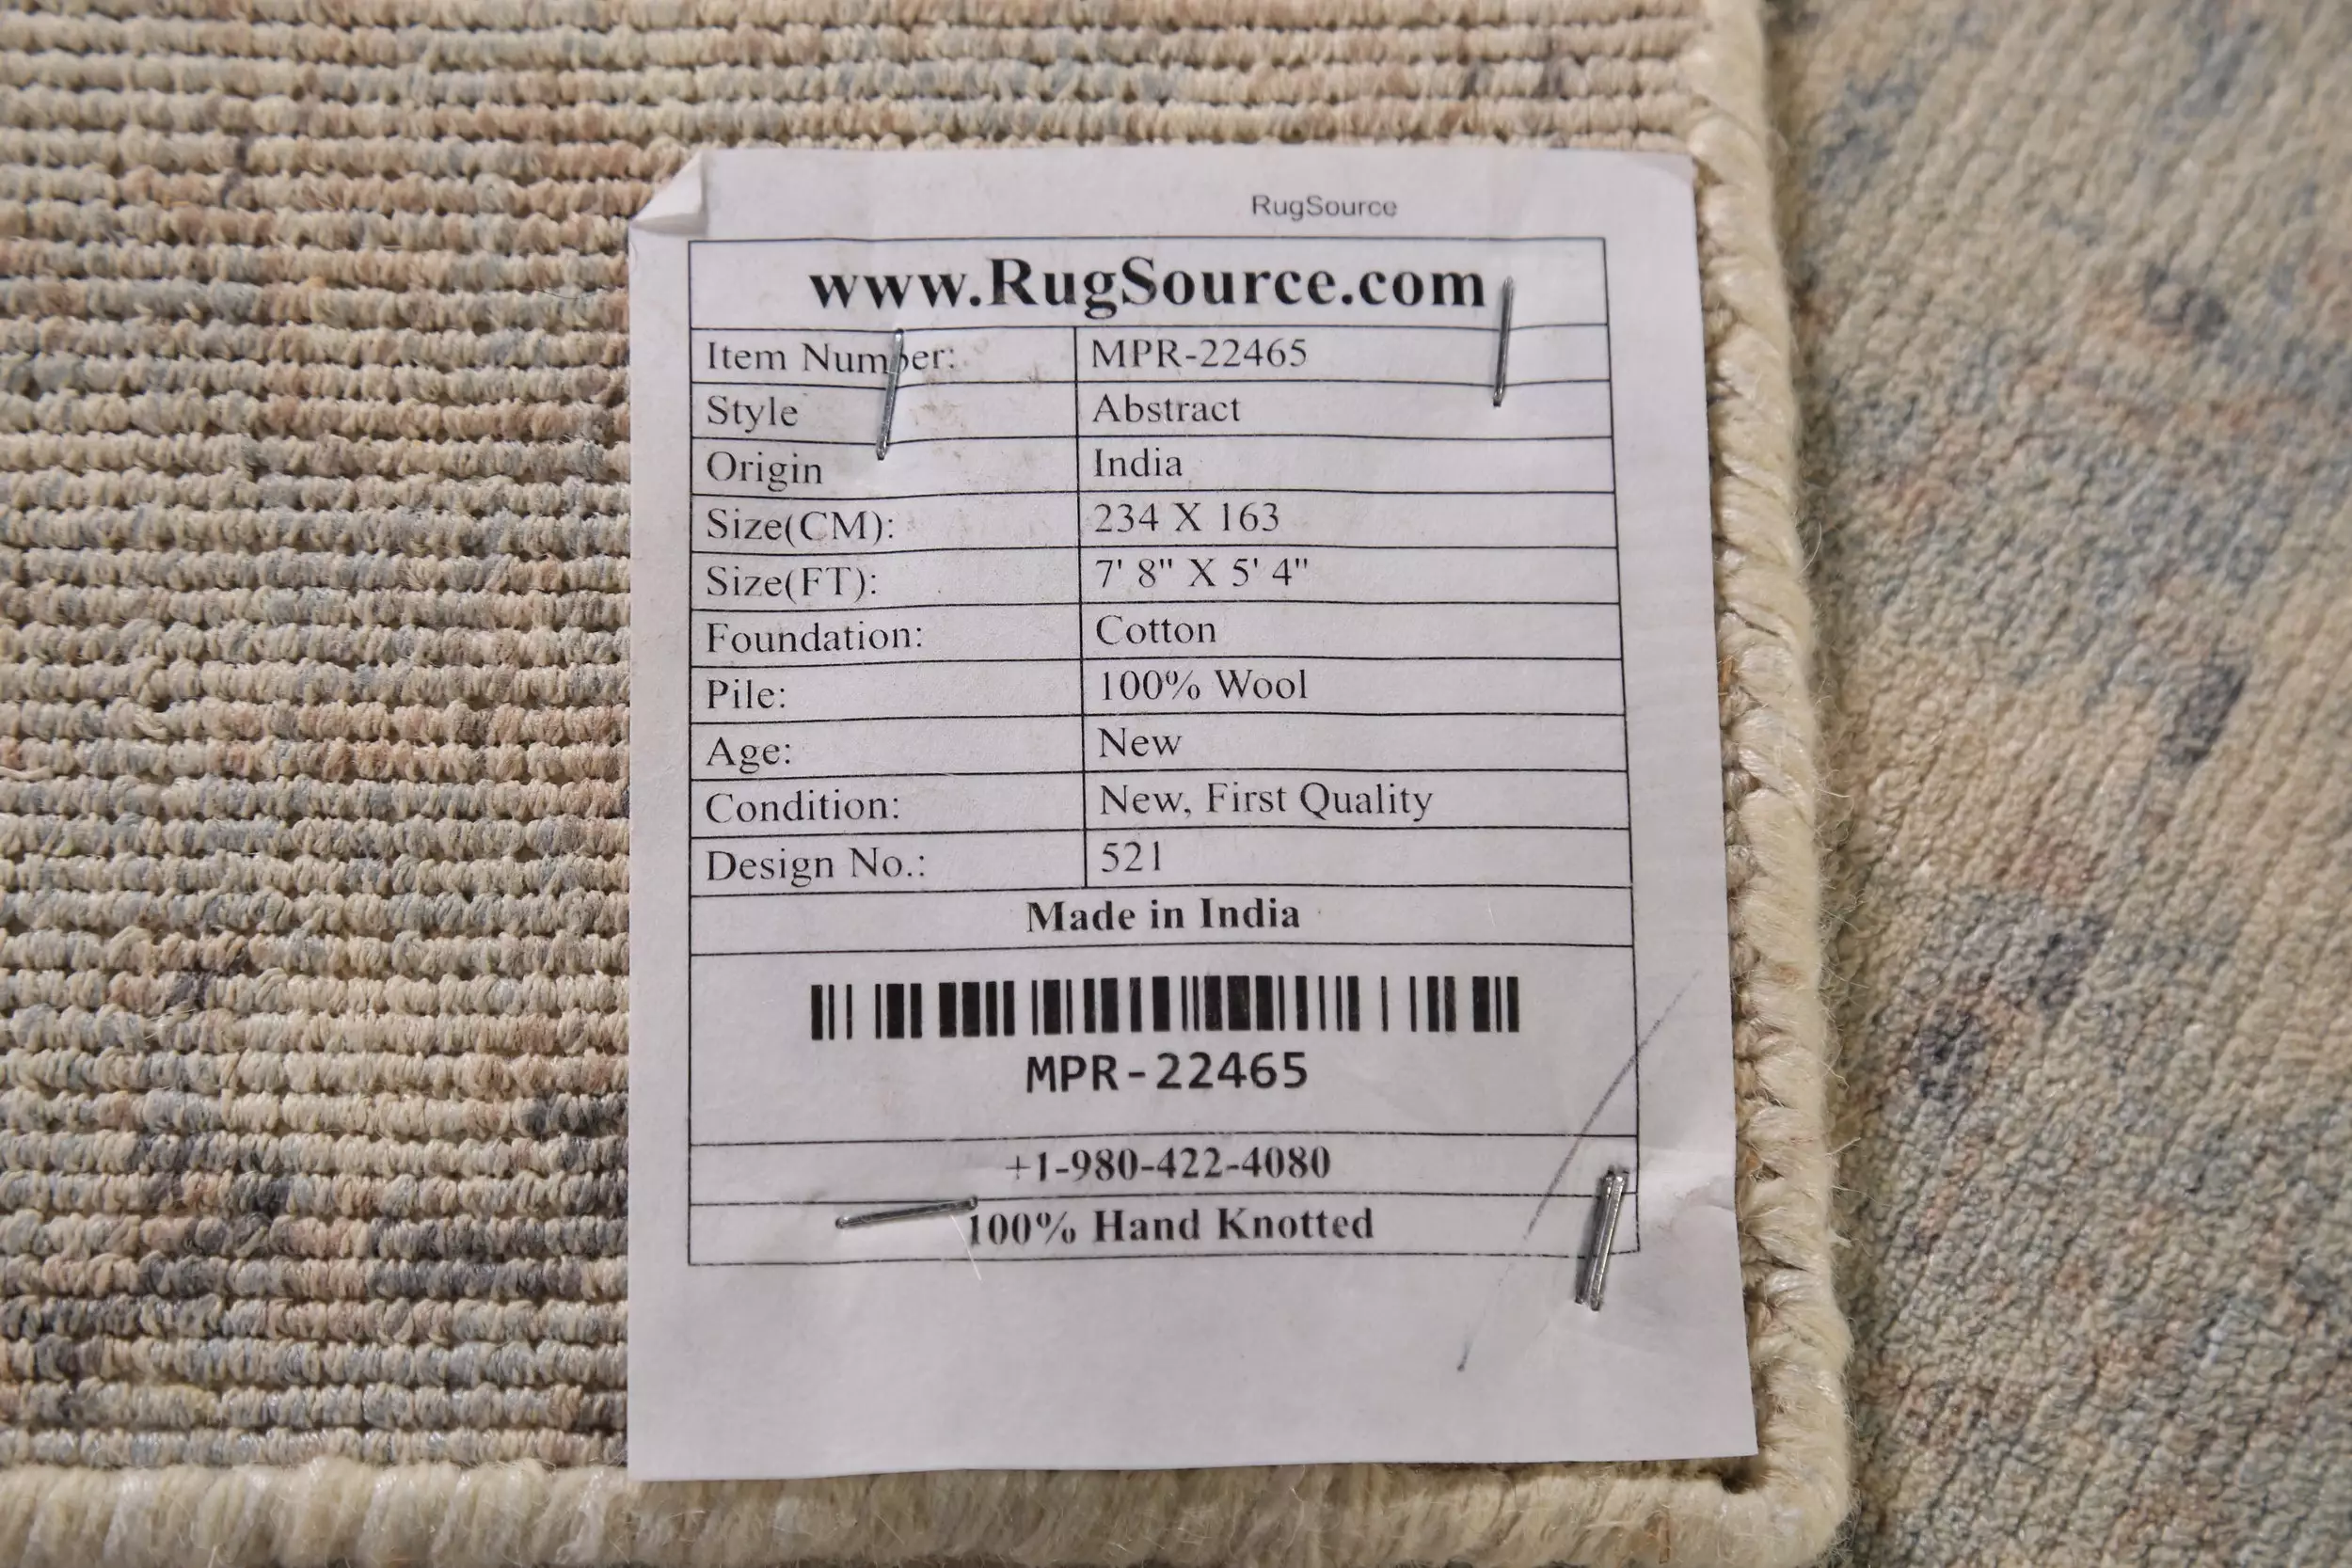 RugSource
www.RugSource.com
Item Number: MPR-22465
Style Abstract
Origin India
Size(CM): 234 X 163
Size(FT): 7' 8" X 5' 4"
Foundation: Cotton
Pile: 100% Wool
Age: New
Condition: New, First Quality
Design No.: 521
Made in India
MPR-22465
+1-980-422-4080
100% Hand Knotted